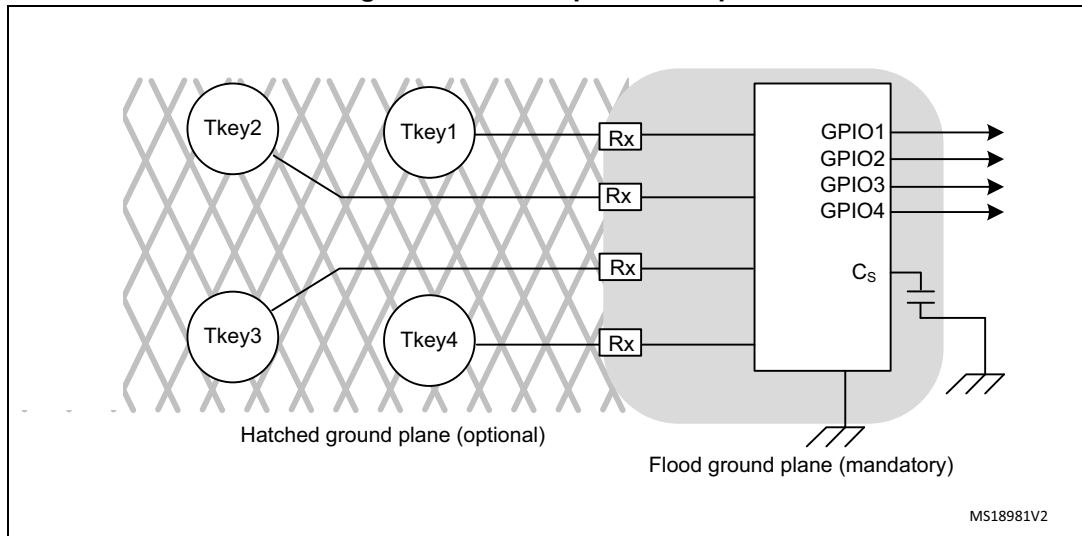 Tkey2
Tkey1
Rx
GPIO1
GPIO2
Rx
GPIO3
GPIO4
Rx
CS
Tkey3
Tkey4
Rx
Hatched ground plane (optional)
Flood ground plane (mandatory)
MS18981V2